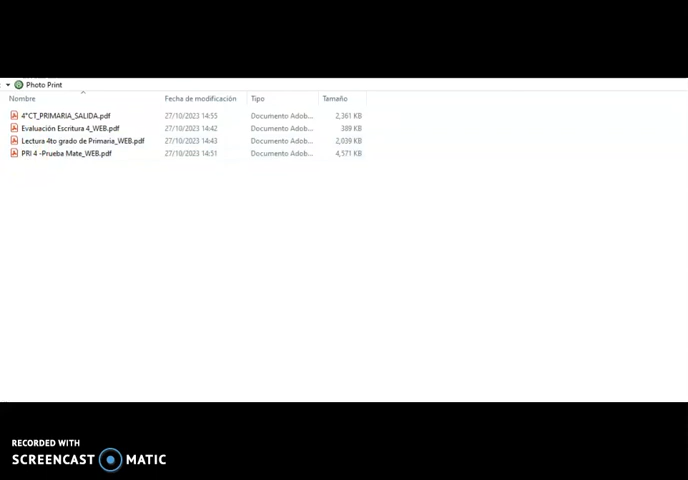 Photo Print
Nombre Fecha de modificación Tipo Tamaño
4°CT_PRIMARIA_SALIDA.pdf 27/10/2023 14:55 Documento Adob... 2,361 KB
Evaluación Escritura 4_WEB.pdf 27/10/2023 14:42 Documento Adob... 389 KB
Lectura 4to grado de Primaria_WEB.pdf 27/10/2023 14:43 Documento Adob... 2,039 KB
PRI 4 -Prueba Mate_WEB.pdf 27/10/2023 14:51 Documento Adob... 4,571 KB
RECORDED WITH
SCREENCAST MATIC